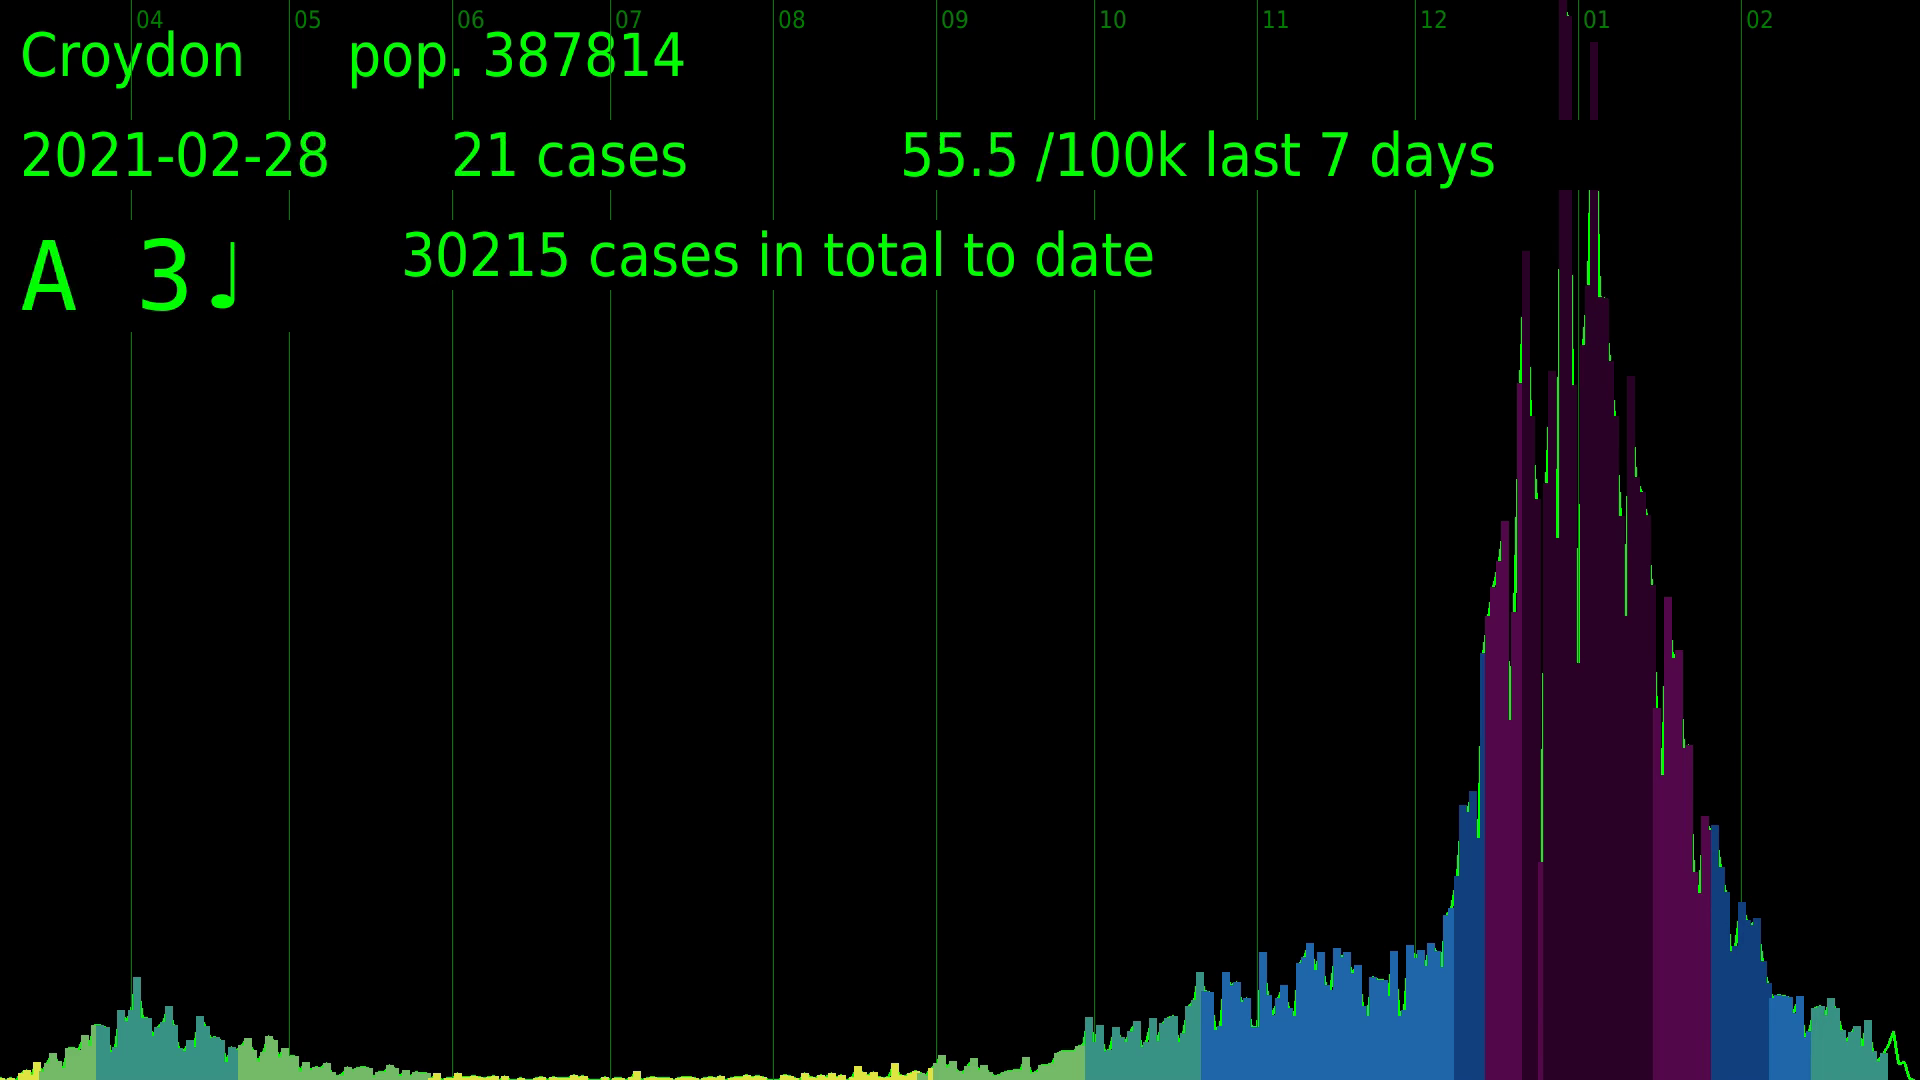 04 05 06 07 08 09 10 11 12 01 02
Croydon pop. 387814
2021-02-28 21 cases 55.5 /100k last 7 days
A 3♩ 30215 cases in total to date